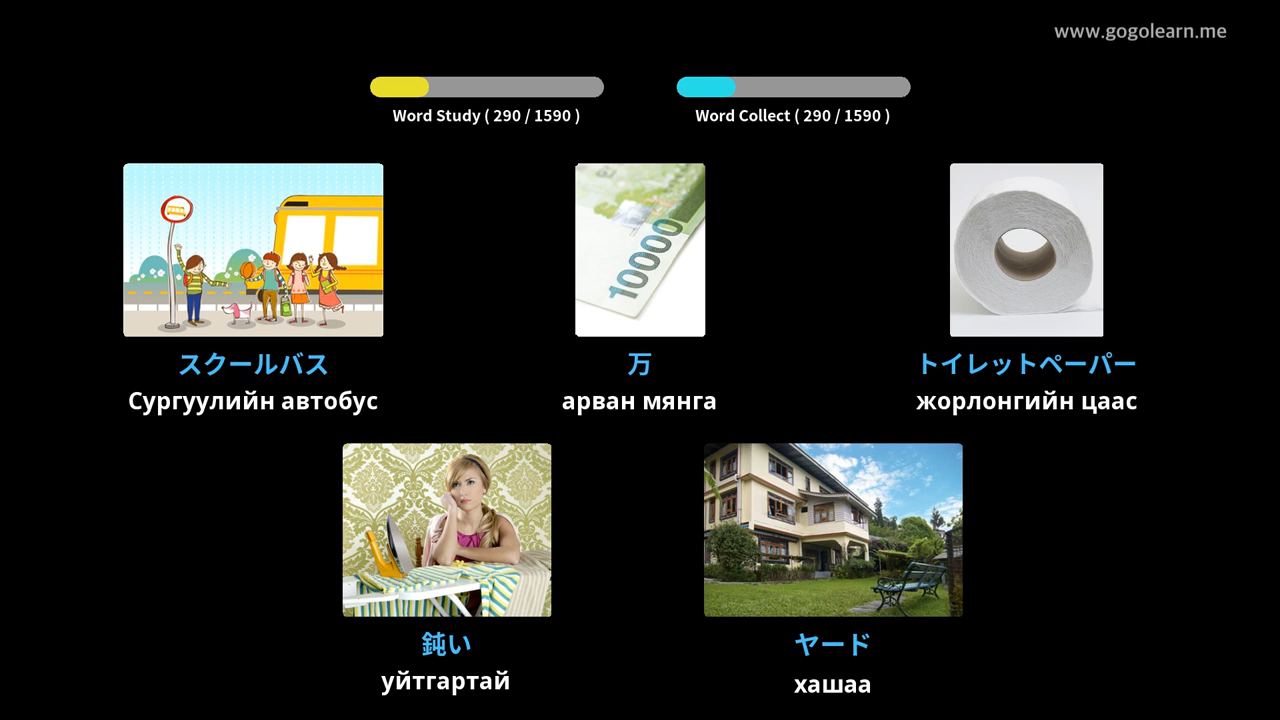 www.gogolearn.me
Word Study ( 290 / 1590 )
Word Collect ( 290 / 1590 )
10000
スクールバス
Сургуулийн автобус
万
арван мянга
トイレットペーパー
жорлонгийн цаас
鈍い
уйтгартай
ヤード
хашаа